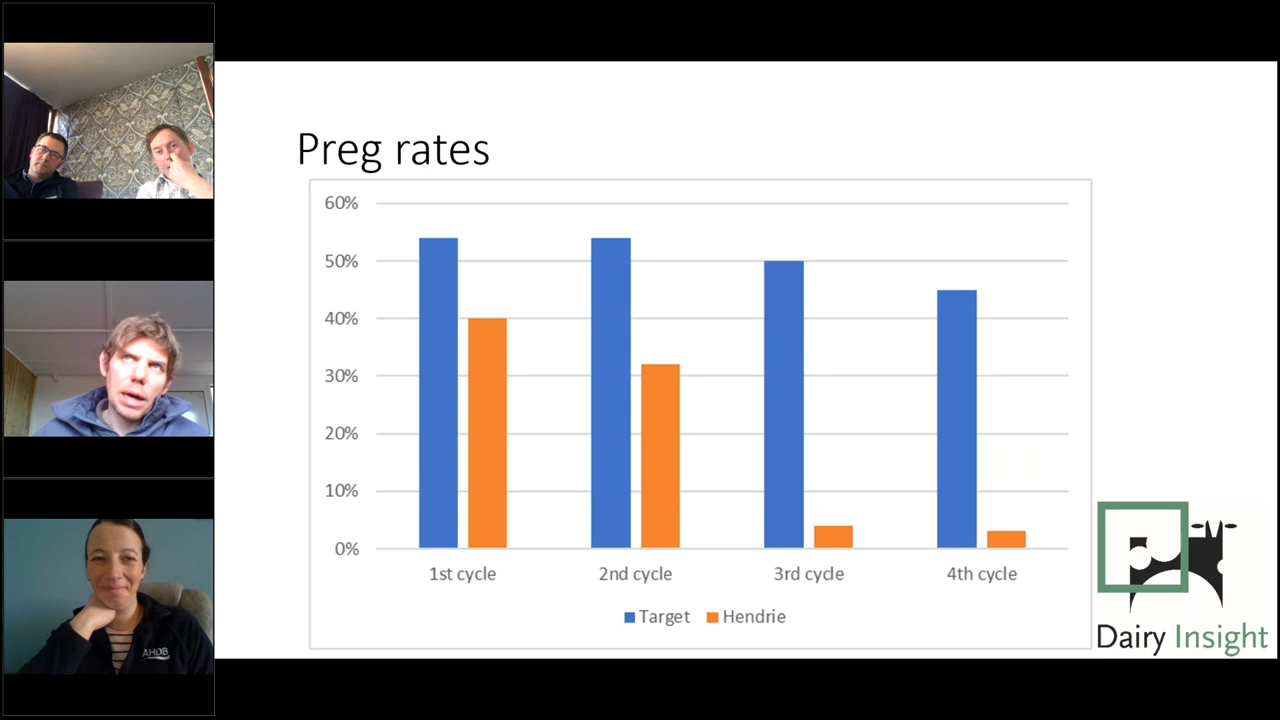 Preg rates
60%
50%
40%
30%
20%
10%
0%
1st cycle 2nd cycle 3rd cycle 4th cycle
Target Hendrie
Dairy Insight
AHDB